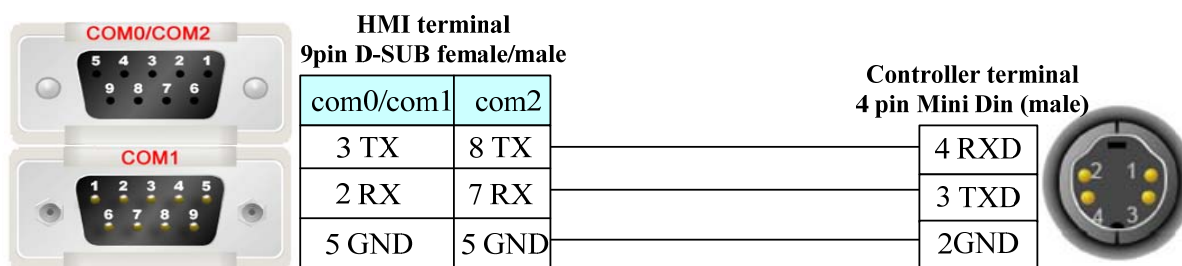 COM0/COM2
5 4 3 2 1
9 8 7 6
COM1
1 2 3 4 5
6 7 8 9
HMI terminal
9pin D-SUB female/male
com0/com1 com2
3 TX 8 TX
2 RX 7 RX
5 GND 5 GND
Controller terminal
4 pin Mini Din (male)
4 RXD
3 TXD
2GND
2 1
4 3